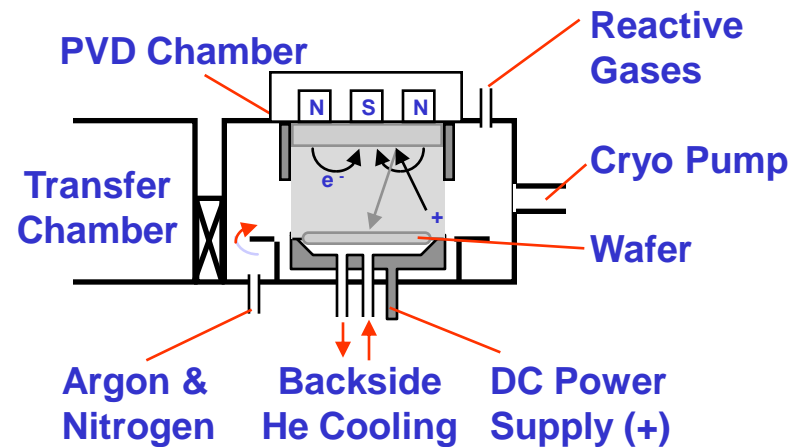 PVD Chamber
Reactive
Gases
N S N
e -
+
Cryo Pump
Transfer
Chamber
Wafer
Argon &
Nitrogen
Backside
He Cooling
DC Power
Supply (+)